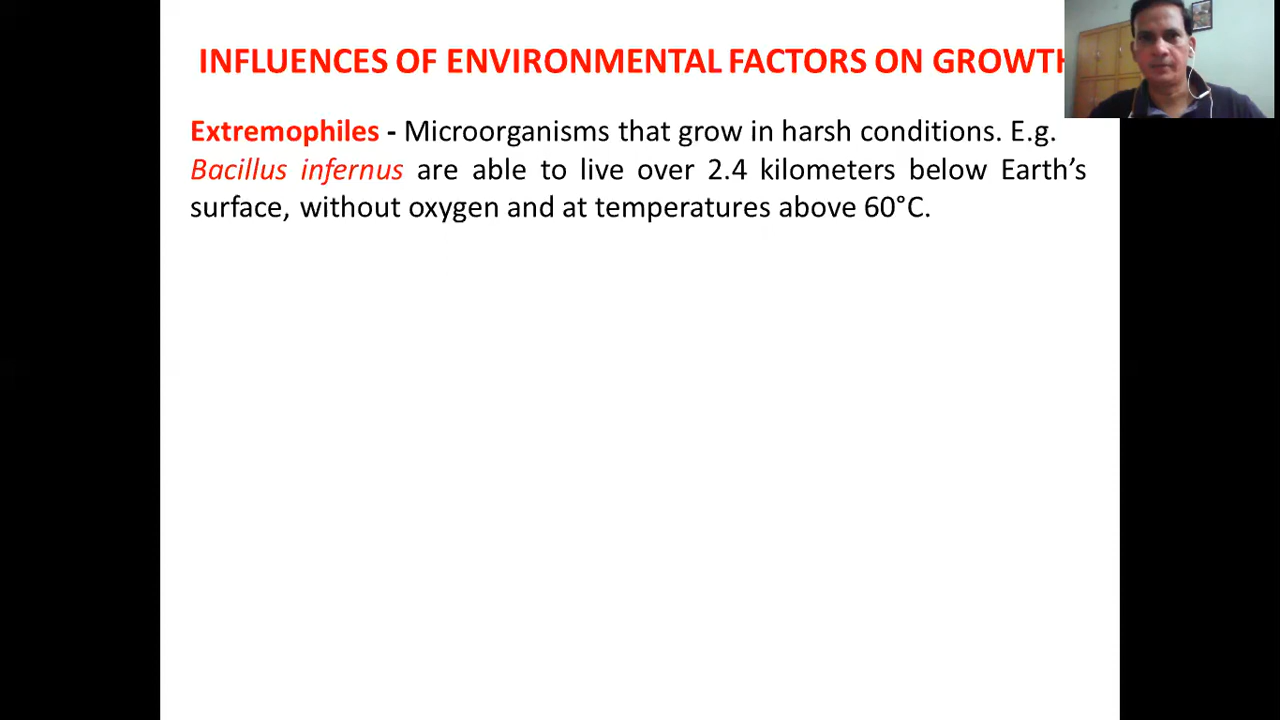 INFLUENCES OF ENVIRONMENTAL FACTORS ON GROWTH
Extremophiles - Microorganisms that grow in harsh conditions. E.g.
Bacillus infernus are able to live over 2.4 kilometers below Earth’s
surface, without oxygen and at temperatures above 60°C.